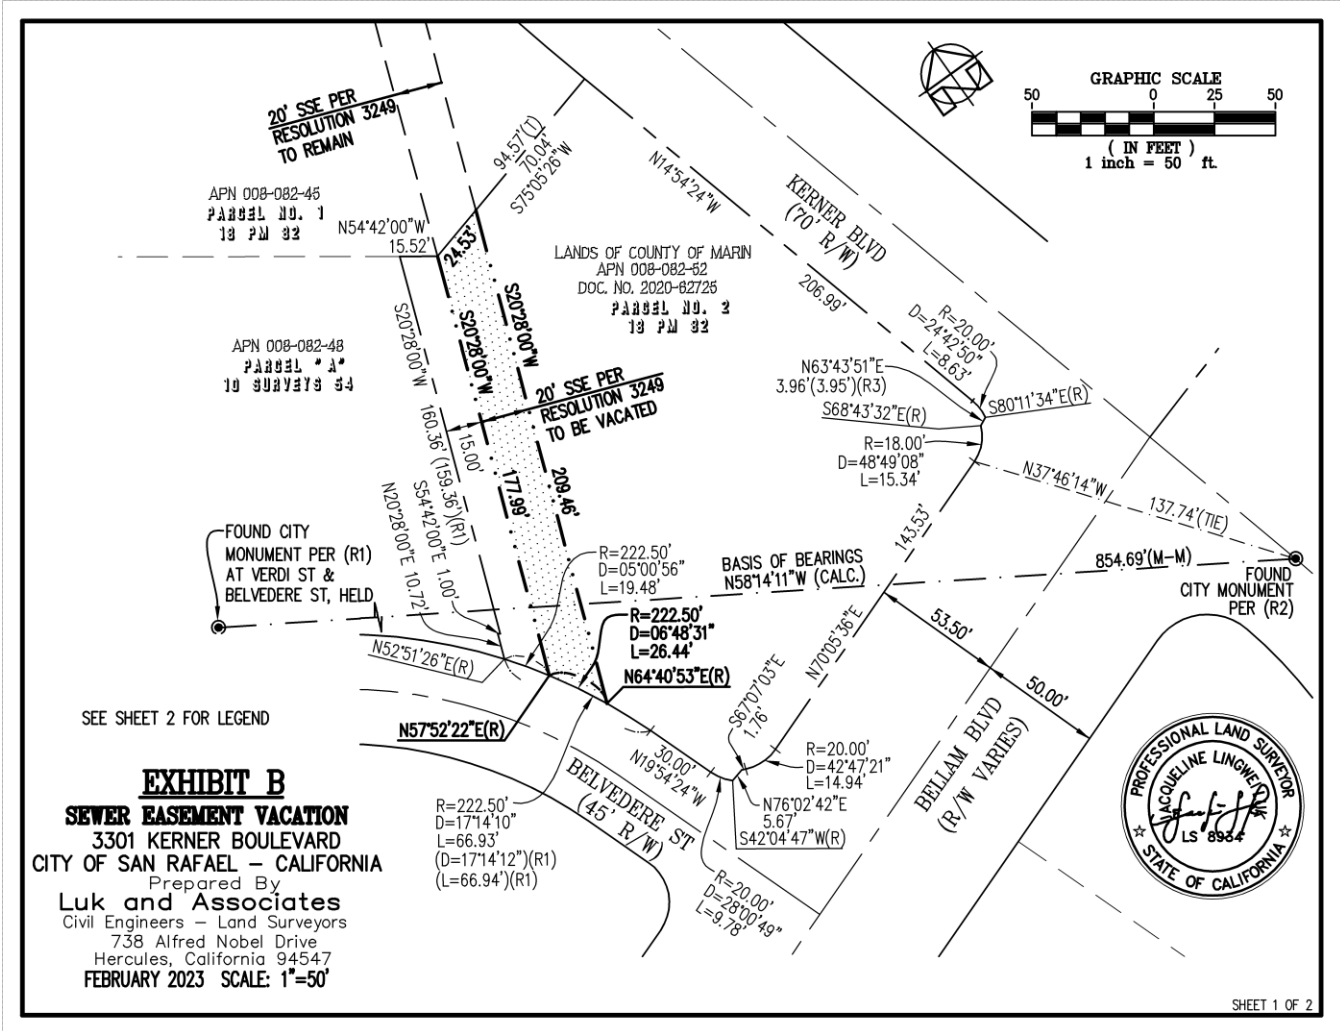 20' SSE PER
RESOLUTION 3249
TO REMAIN
APN 008-082-45
PARCEL NO. 1
18 PM 82
N54°42'00"W
15.52'
94.57'(T)
70.04'
S75°05'26"W
24.53'
N14°54'24"W
206.99'
KERNER BLVD
(70' R/W)
GRAPHIC SCALE
50 0 25 50
( IN FEET )
1 inch = 50 ft.
LANDS OF COUNTY OF MARIN
APN 008-082-52
DOC. NO. 2020-62725
PARCEL NO. 2
18 PM 82
APN 008-082-48
PARCEL "A"
10 SURVEYS 54
S20°28'00"W
160.36' (159.36')(R1)
S20°28'00"W
177.99'
S20°28'00"W
209.46'
15.00'
20' SSE PER
RESOLUTION 3249
TO BE VACATED
R=20.00'
D=24°42'50"
L=8.63'
N63°43'51"E
3.96'(3.95')(R3)
S80°11'34"E(R)
S68°43'32"E(R)
R=18.00'
D=48°49'08"
L=15.34'
N37°46'14"W
137.74'(TIE)
143.53'
N70°05'36"E
S54°42'00"E 1.00'
N20°28'00"E 10.72'
FOUND CITY
MONUMENT PER (R1)
AT VERDI ST &
BELVEDERE ST, HELD
BASIS OF BEARINGS
N58°14'11"W (CALC.)
854.69'(M-M)
FOUND
CITY MONUMENT
PER (R2)
R=222.50'
D=05°00'56"
L=19.48'
R=222.50'
D=06°48'31"
L=26.44'
N64°40'53"E(R)
N52°51'26"E(R)
N57°52'22"E(R)
53.50'
50.00'
BELLAM BLVD
(R/W VARIES)
S67°07'03"E
1.76'
30.00'
N19°54'24"W
BELVEDERE ST
(45' R/W)
R=20.00'
D=42°47'21"
L=14.94'
N76°02'42"E
5.67'
S42°04'47"W(R)
R=20.00'
D=28°00'49"
L=9.78'
R=222.50'
D=17°14'10"
L=66.93'
(D=17°14'12")(R1)
(L=66.94')(R1)
SEE SHEET 2 FOR LEGEND
EXHIBIT B
SEWER EASEMENT VACATION
3301 KERNER BOULEVARD
CITY OF SAN RAFAEL – CALIFORNIA
Prepared By
Luk and Associates
Civil Engineers – Land Surveyors
738 Alfred Nobel Drive
Hercules, California 94547
FEBRUARY 2023 SCALE: 1"=50'
PROFESSIONAL LAND SURVEYOR
LS 8934
STATE OF CALIFORNIA
SHEET 1 OF 2